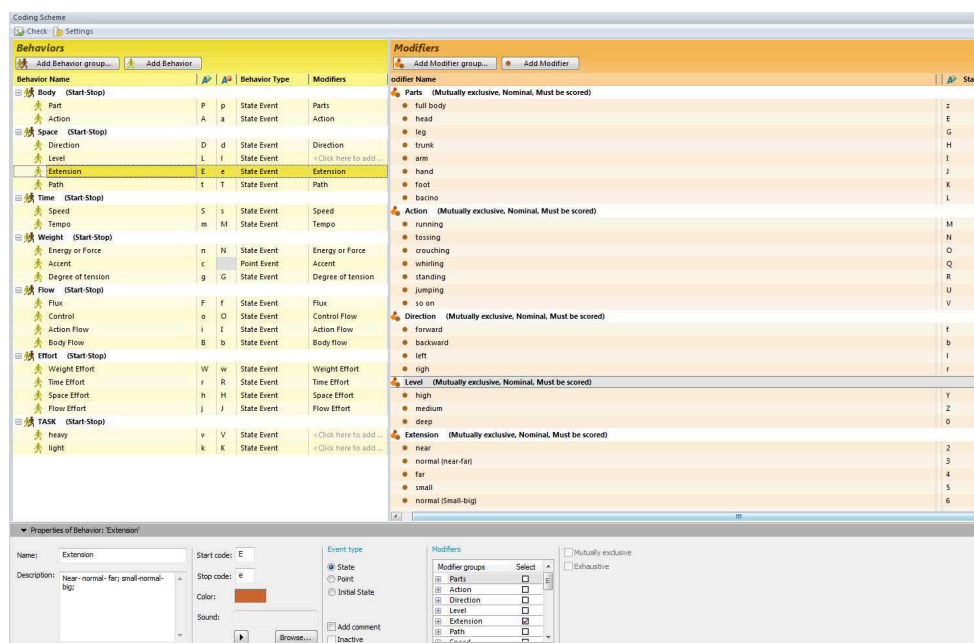 Coding Scheme
Check Settings
Behaviors
Add Behavior group... Add Behavior
Behavior Name Behavior Type Modifiers
Body (Start-Stop)
Part P p State Event Parts
Action A a State Event Action
Space (Start-Stop)
Direction D d State Event Direction
Level L l State Event <Click here to add ...
Extension E e State Event Extension
Path t T State Event Path
Time (Start-Stop)
Speed S s State Event Speed
Tempo m M State Event Tempo
Weight (Start-Stop)
Energy or Force n N State Event Energy or Force
Accent c Point Event Accent
Degree of tension g G State Event Degree of tension
Flow (Start-Stop)
Flux F f State Event Flux
Control o O State Event Control Flow
Action Flow i I State Event Action Flow
Body Flow B b State Event Body flow
Effort (Start-Stop)
Weight Effort W w State Event Weight Effort
Time Effort r R State Event Time Effort
Space Effort h H State Event Space Effort
Flow Effort j J State Event Flow Effort
TASK (Start-Stop)
heavy v V State Event <Click here to add ...
light k K State Event <Click here to add ...
Modifiers
Add Modifier group... Add Modifier
odifier Name A Sta
Parts (Mutually exclusive, Nominal, Must be scored)
full body z
head E
leg G
trunk H
arm I
hand J
foot K
bacino L
Action (Mutually exclusive, Nominal, Must be scored)
running M
tossing N
crouching O
whirling Q
standing R
jumping U
so on V
Direction (Mutually exclusive, Nominal, Must be scored)
forward f
backward b
left l
righ r
Level (Mutually exclusive, Nominal, Must be scored)
high Y
medium Z
deep 0
Extension (Mutually exclusive, Nominal, Must be scored)
near 2
normal (near-far) 3
far 4
small 5
normal (Small-big) 6
Properties of Behavior: 'Extension'
Name: Extension
Description: Near- normal- far; small-normal-
big;
Start code: E
Stop code: e
Color:
Sound:
Browse...
Event type
State
Point
Initial State
Add comment
Inactive
Modifiers
Modifier groups Select
Parts
Action
Direction
Level
Extension
Path
Speed
Mutually exclusive
Exhaustive